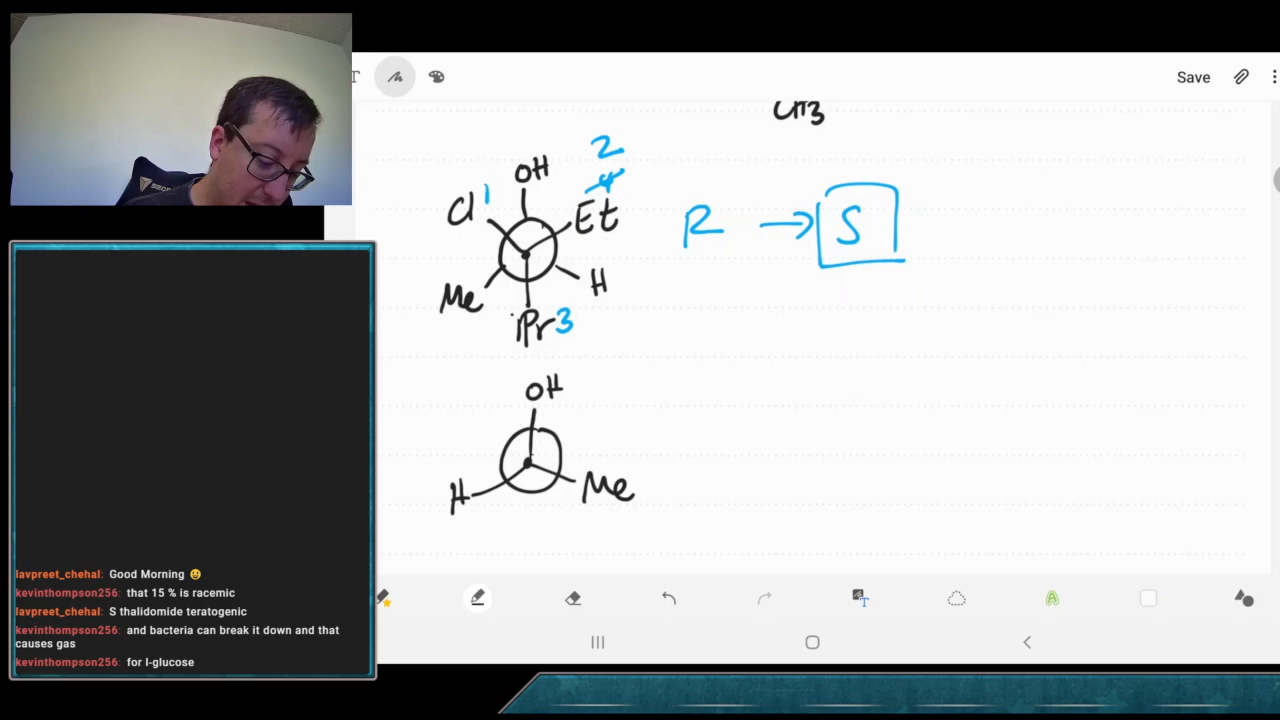 T
Save
CH3
2
OH
4
Cl 1
Et
R → S
Me
H
iPr 3
OH
H
Me
T
A
lavpreet_chehal: Good Morning 😃
kevinthompson256: that 15 % is racemic
lavpreet_chehal: S thalidomide teratogenic
kevinthompson256: and bacteria can break it down and that
causes gas
kevinthompson256: for l-glucose